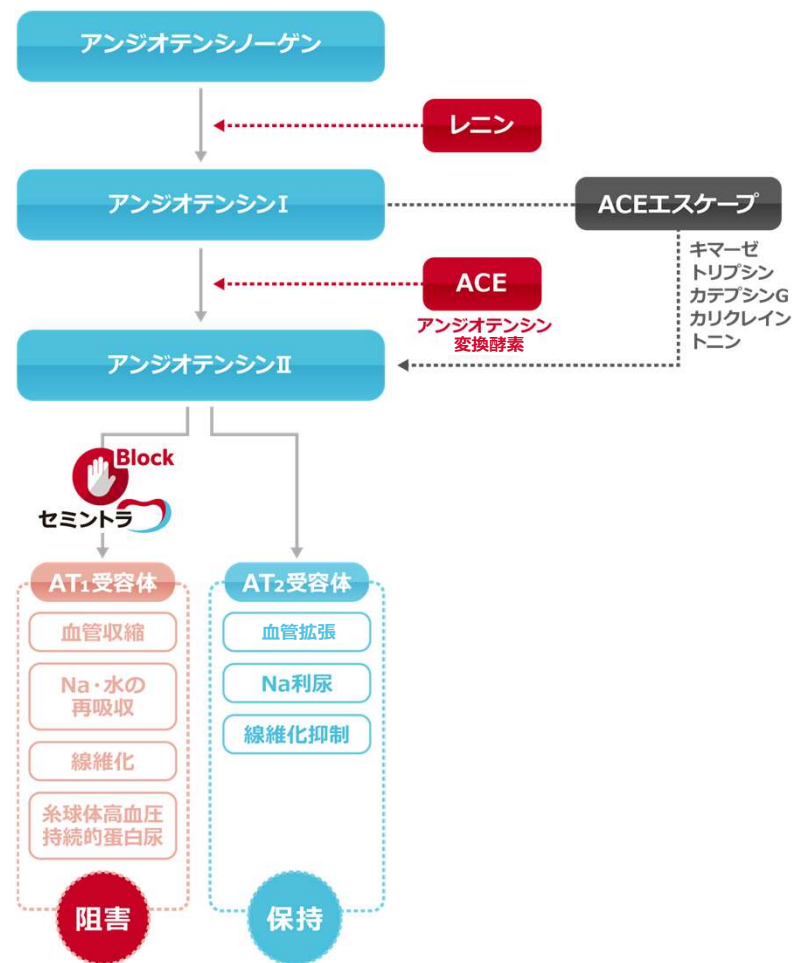 アンジオテンシノーゲン
レニン
アンジオテンシンⅠ
ACEエスケープ
キマーゼ
トリプシン
カテプシンG
カリクレイン
トニン
ACE
アンジオテンシン
変換酵素
アンジオテンシンⅡ
Block
セミントラ
AT₁受容体
血管収縮
Na・水の
再吸収
線維化
糸球体高血圧
持続的蛋白尿
阻害
AT₂受容体
血管拡張
Na利尿
線維化抑制
保持